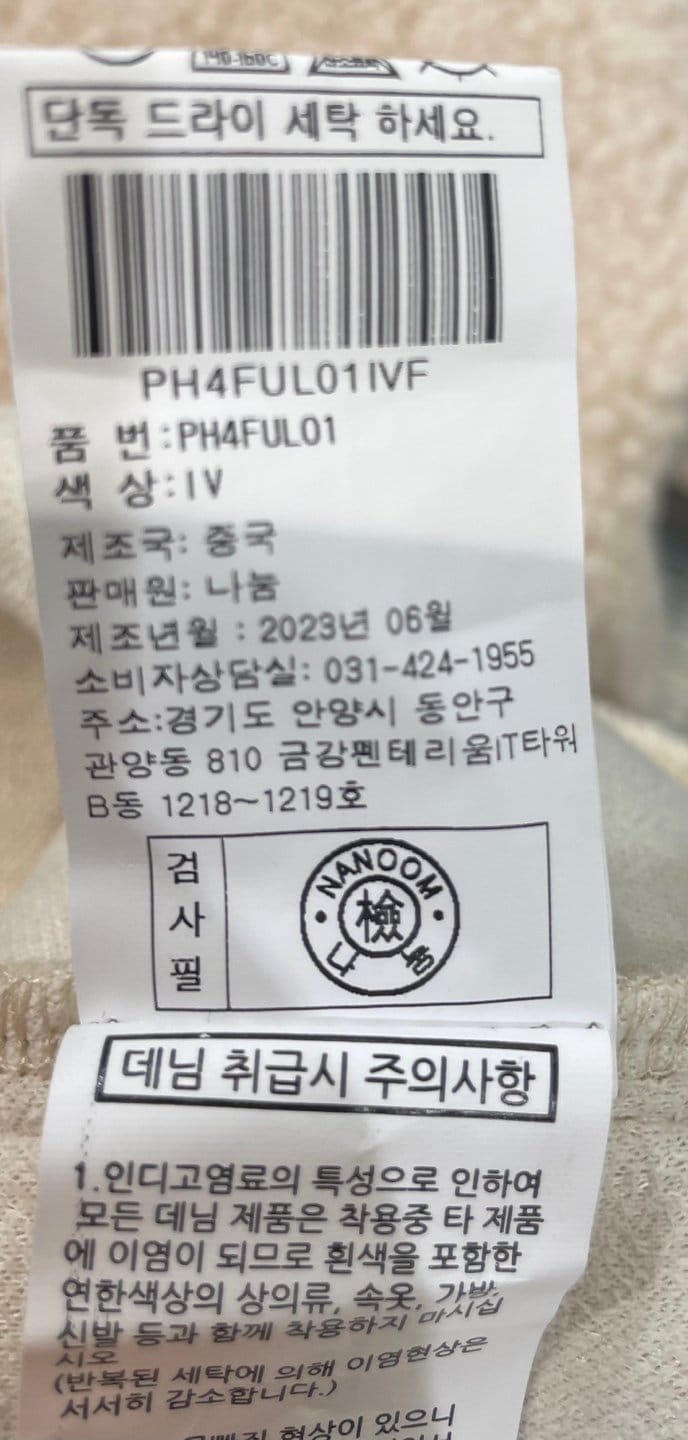 140-160C
단독 드라이 세탁 하세요.
PH4FUL01IVF
품 번:PH4FUL01
색 상:IV
제조국: 중국
판매원: 나눔
제조년월 : 2023년 06월
소비자상담실: 031-424-1955
주소:경기도 안양시 동안구
관양동 810 금강펜테리움IT타워
B동 1218~1219호
검
사
필
NANOOM
檢
나 눔
데님 취급시 주의사항
1.인디고염료의 특성으로 인하여
모든 데님 제품은 착용중 타 제품
에 이염이 되므로 흰색을 포함한
연한색상의 상의류, 속옷, 가방,
신발 등과 함께 착용하지 마시십
시오
(반복된 세탁에 의해 이염현상은
서서히 감소합니다.)
현상이 있으니